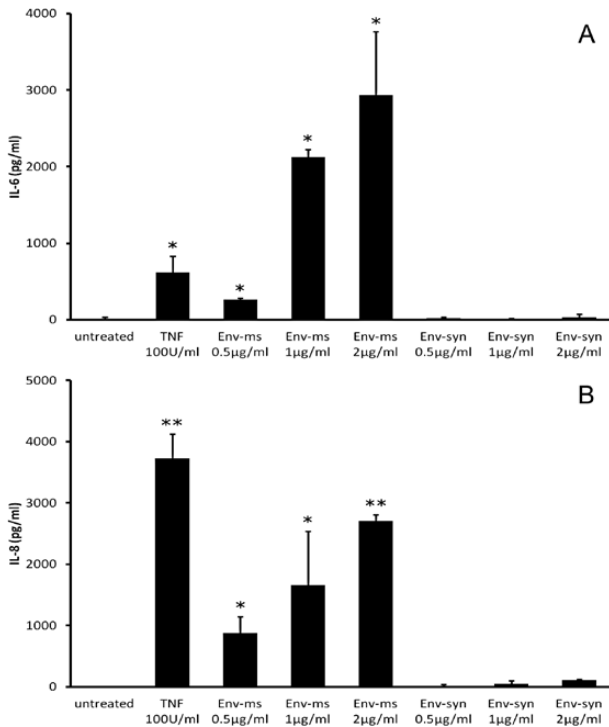 A
4000
3000
2000
1000
0
IL-6 (pg/ml)
*
*
*
*
untreated TNF Env-ms Env-ms Env-ms Env-syn Env-syn Env-syn
100U/ml 0.5µg/ml 1µg/ml 2µg/ml 0.5µg/ml 1µg/ml 2µg/ml
B
5000
4000
3000
2000
1000
0
IL-8 (pg/ml)
**
*
*
**
untreated TNF Env-ms Env-ms Env-ms Env-syn Env-syn Env-syn
100U/ml 0.5µg/ml 1µg/ml 2µg/ml 0.5µg/ml 1µg/ml 2µg/ml